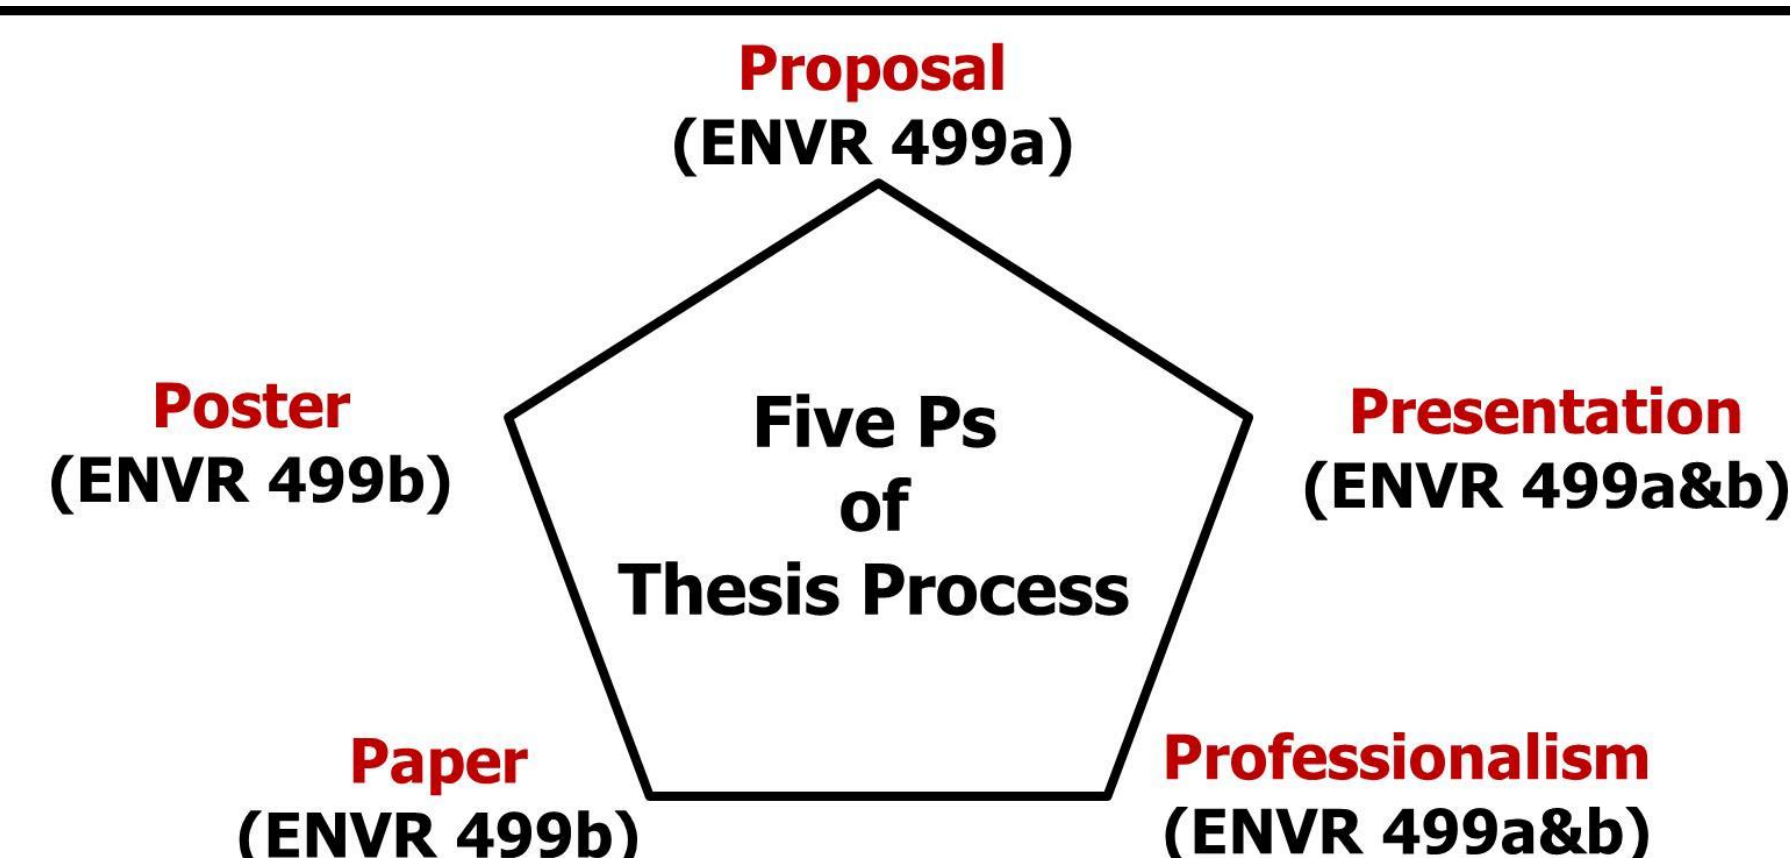 Proposal
(ENVR 499a)
Poster
(ENVR 499b)
Five Ps
of
Thesis Process
Presentation
(ENVR 499a&b)
Paper
(ENVR 499b)
Professionalism
(ENVR 499a&b)